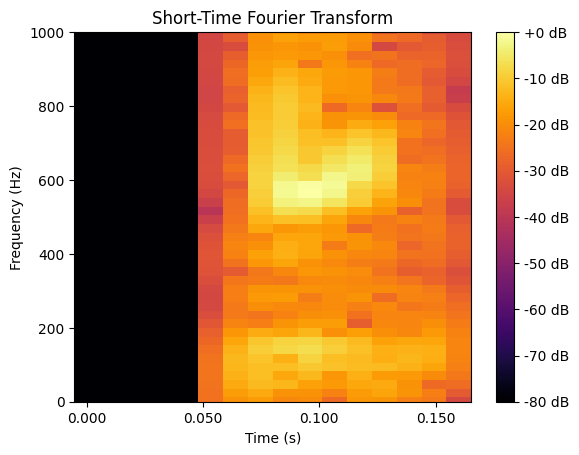 Short-Time Fourier Transform
1000
800
600
400
200
0
Frequency (Hz)
0.000
0.050
0.100
0.150
Time (s)
+0 dB
-10 dB
-20 dB
-30 dB
-40 dB
-50 dB
-60 dB
-70 dB
-80 dB